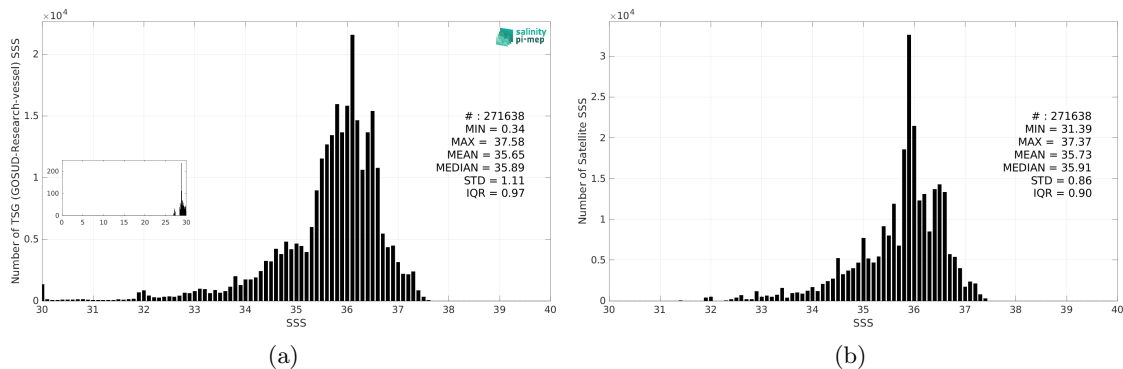 ×10⁴
Number of TSG (GOSUD-Research-vessel) SSS
2
1.5
1
0.5
0
30 31 32 33 34 35 36 37 38 39 40
SSS
salinity
pi-mep
# : 271638
MIN = 0.34
MAX = 37.58
MEAN = 35.65
MEDIAN = 35.89
STD = 1.11
IQR = 0.97
200
100
0
0 5 10 15 20 25 30
(a)
×10⁴
Number of Satellite SSS
3
2.5
2
1.5
1
0.5
0
30 31 32 33 34 35 36 37 38 39 40
SSS
# : 271638
MIN = 31.39
MAX = 37.37
MEAN = 35.73
MEDIAN = 35.91
STD = 0.86
IQR = 0.90
(b)